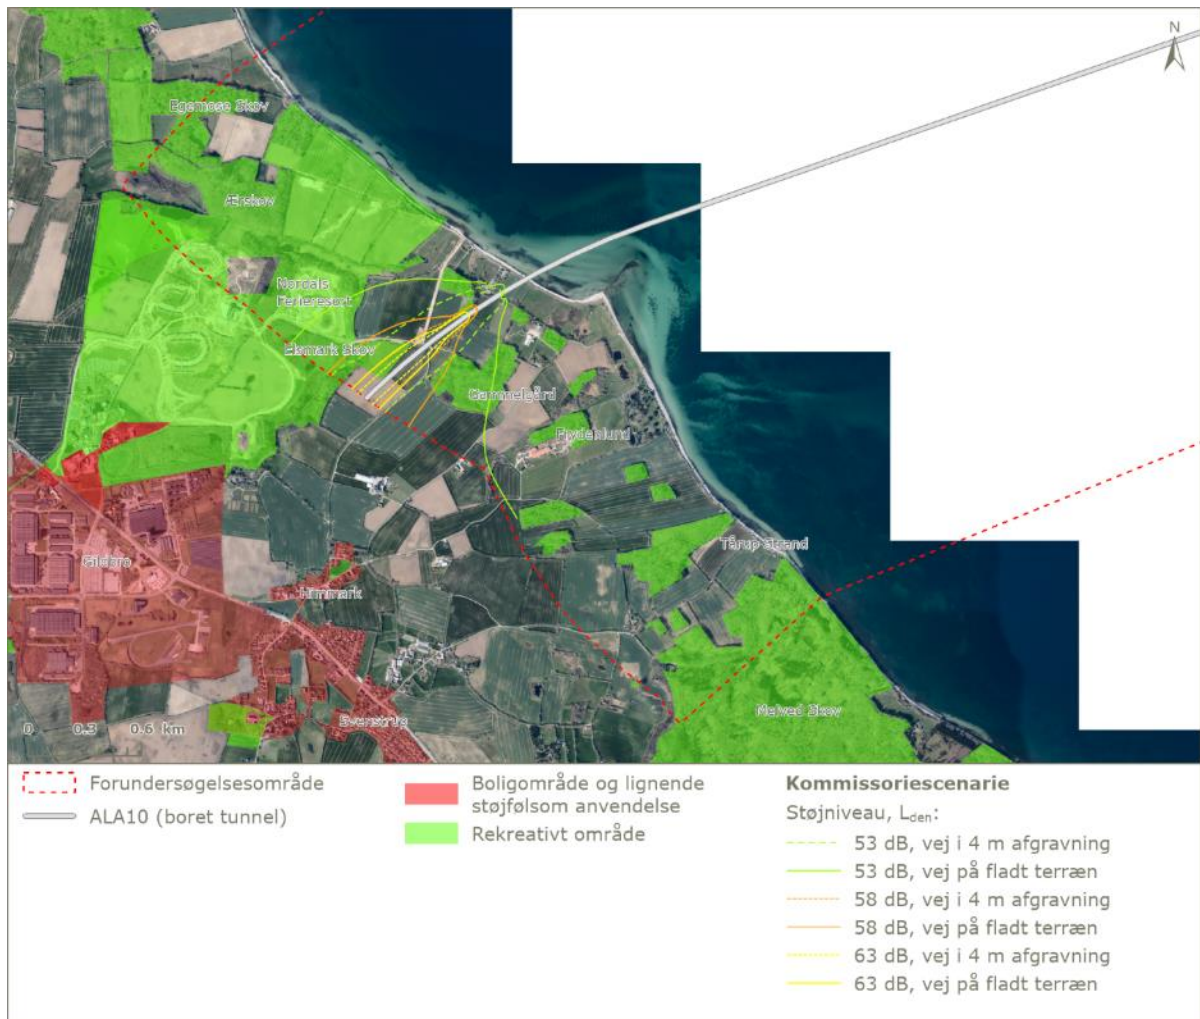 N
Egemose Skov
Ærskov
Nordals
Ferieresort
Elsmark Skov
Gammelgård
Frydenlund
Tårup Strand
Himmark
Svenstrup
Melved Skov
0 0.3 0.6 km
Forundersøgelsesområde
ALA10 (boret tunnel)
Boligområde og lignende
støjfølsom anvendelse
Rekreativt område
Kommissoriescenarie
Støjniveau, Lden:
53 dB, vej i 4 m afgravning
53 dB, vej på fladt terræn
58 dB, vej i 4 m afgravning
58 dB, vej på fladt terræn
63 dB, vej i 4 m afgravning
63 dB, vej på fladt terræn